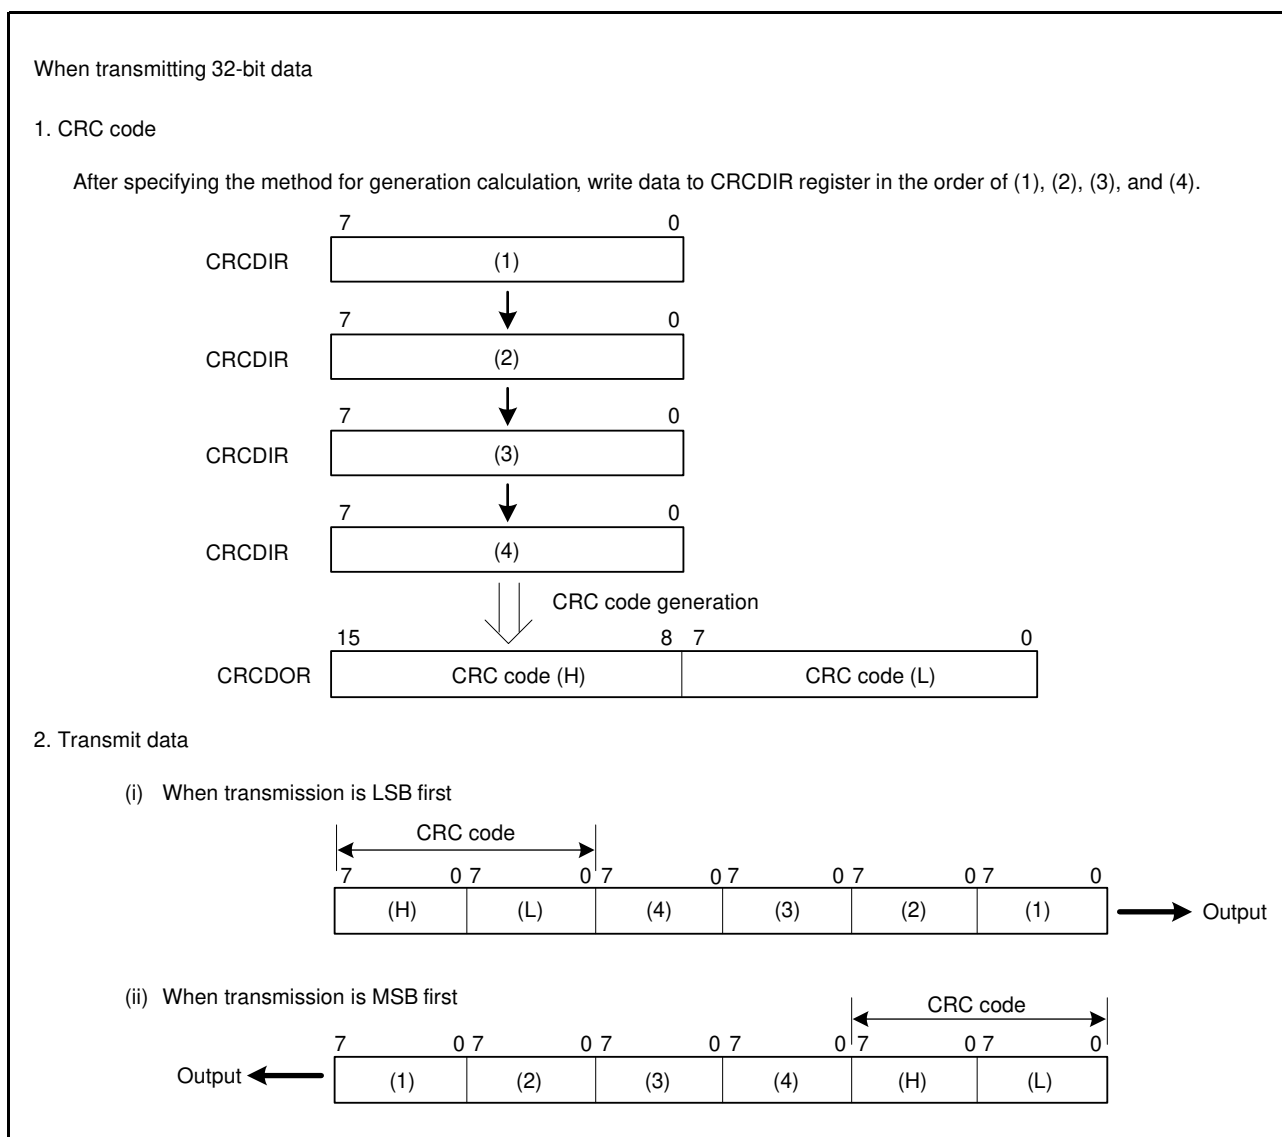 When transmitting 32-bit data
1. CRC code
After specifying the method for generation calculation, write data to CRCDIR register in the order of (1), (2), (3), and (4).
7 0
CRCDIR (1)
7 0
CRCDIR (2)
7 0
CRCDIR (3)
7 0
CRCDIR (4)
CRC code generation
15 8 7 0
CRCDOR CRC code (H) CRC code (L)
2. Transmit data
(i) When transmission is LSB first
CRC code
7 0 7 0 7 0 7 0 7 0 7 0
(H) (L) (4) (3) (2) (1) Output
(ii) When transmission is MSB first
CRC code
7 0 7 0 7 0 7 0 7 0 7 0
Output (1) (2) (3) (4) (H) (L)